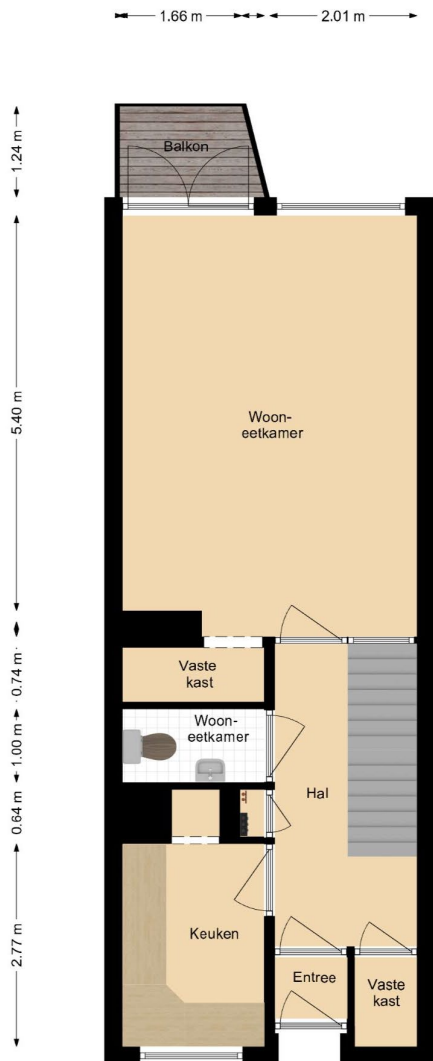 1.66 m
2.01 m
1.24 m
Balkon
5.40 m
Woon-
eetkamer
0.74 m
Vaste
kast
1.00 m
Woon-
eetkamer
0.64 m
Hal
2.77 m
Keuken
Entree
Vaste
kast